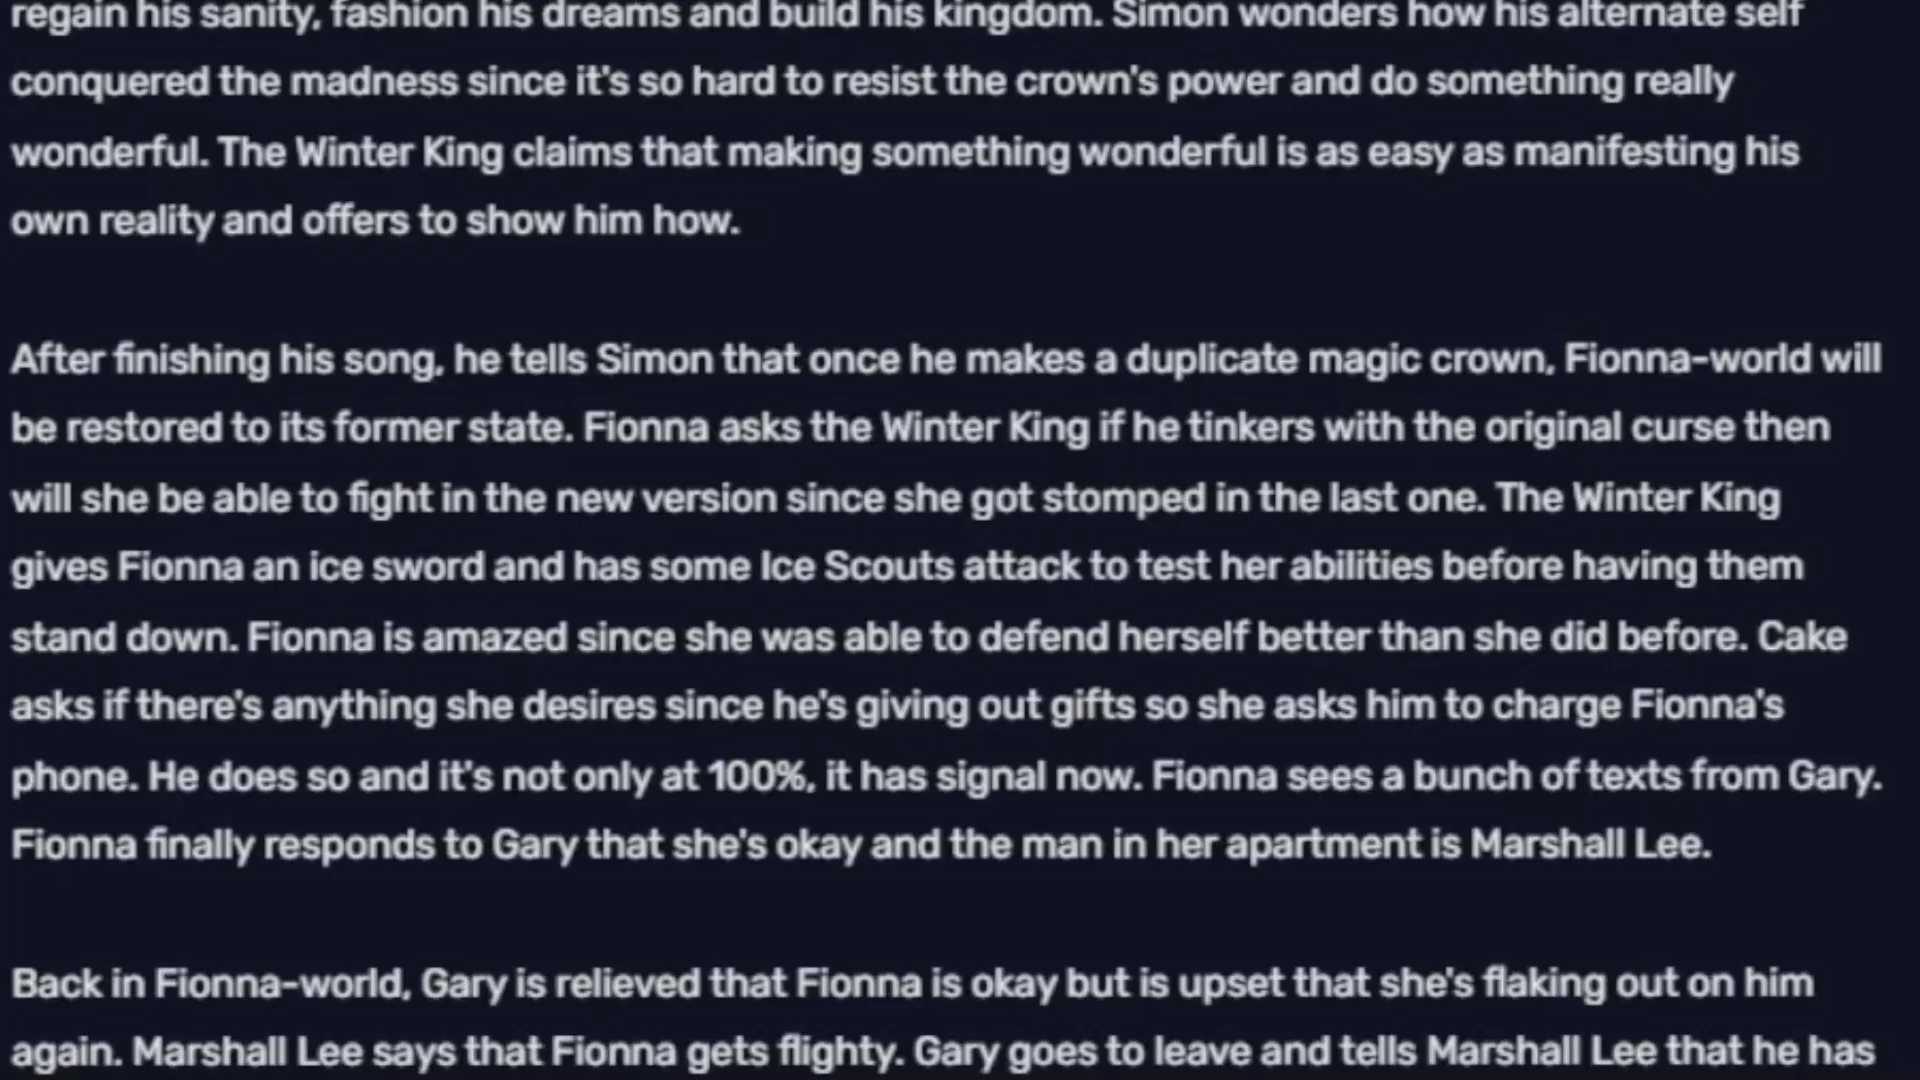 regain his sanity, fashion his dreams and build his kingdom. Simon wonders how his alternate self
conquered the madness since it's so hard to resist the crown's power and do something really
wonderful. The Winter King claims that making something wonderful is as easy as manifesting his
own reality and offers to show him how.
After finishing his song, he tells Simon that once he makes a duplicate magic crown, Fionna-world will
be restored to its former state. Fionna asks the Winter King if he tinkers with the original curse then
will she be able to fight in the new version since she got stomped in the last one. The Winter King
gives Fionna an ice sword and has some Ice Scouts attack to test her abilities before having them
stand down. Fionna is amazed since she was able to defend herself better than she did before. Cake
asks if there's anything she desires since he's giving out gifts so she asks him to charge Fionna's
phone. He does so and it's not only at 100%, it has signal now. Fionna sees a bunch of texts from Gary.
Fionna finally responds to Gary that she's okay and the man in her apartment is Marshall Lee.
Back in Fionna-world, Gary is relieved that Fionna is okay but is upset that she's flaking out on him
again. Marshall Lee says that Fionna gets flighty. Gary goes to leave and tells Marshall Lee that he has